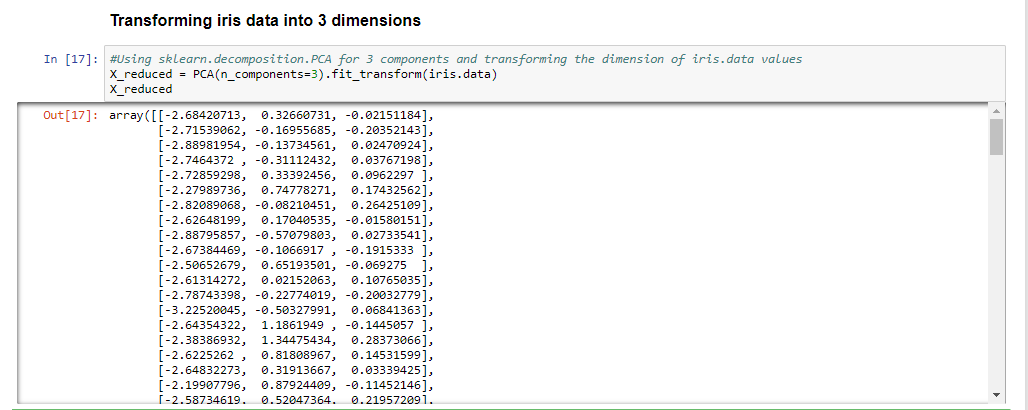 Transforming iris data into 3 dimensions
In [17]: #Using sklearn.decomposition.PCA for 3 components and transforming the dimension of iris.data values
X_reduced = PCA(n_components=3).fit_transform(iris.data)
X_reduced
Out[17]: array([[-2.68420713,  0.32660731, -0.02151184],
[-2.71539062, -0.16955685, -0.20352143],
[-2.88981954, -0.13734561,  0.02470924],
[-2.7464372 , -0.31112432,  0.03767198],
[-2.72859298,  0.33392456,  0.0962297 ],
[-2.27989736,  0.74778271,  0.17432562],
[-2.82089068, -0.08210451,  0.26425109],
[-2.62648199,  0.17040535, -0.01580151],
[-2.88795857, -0.57079803,  0.02733541],
[-2.67384469, -0.1066917 , -0.1915333 ],
[-2.50652679,  0.65193501, -0.069275  ],
[-2.61314272,  0.02152063,  0.10765035],
[-2.78743398, -0.22774019, -0.20032779],
[-3.22520045, -0.50327991,  0.06841363],
[-2.64354322,  1.1861949 , -0.1445057 ],
[-2.38386932,  1.34475434,  0.28373066],
[-2.6225262 ,  0.81808967,  0.14531599],
[-2.64832273,  0.31913667,  0.03339425],
[-2.19907796,  0.87924409, -0.11452146],
[-2.58734619,  0.52047364,  0.21957209],